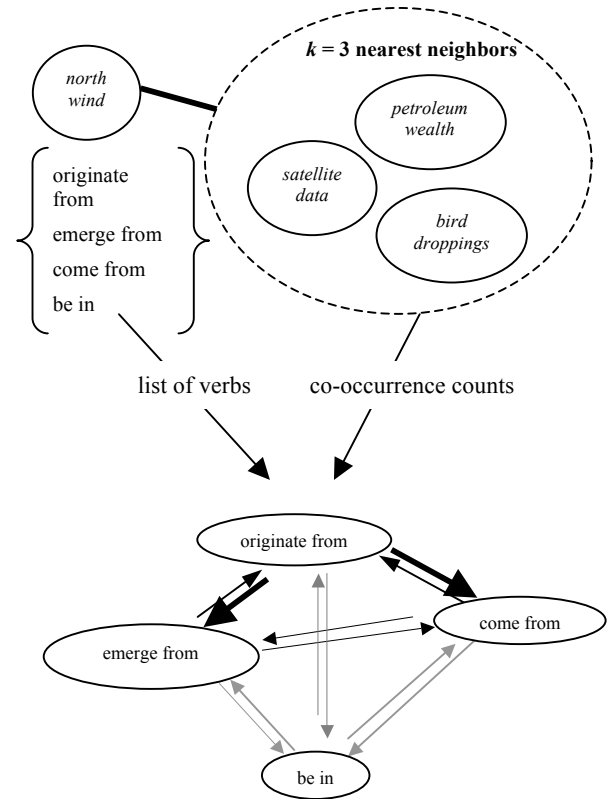 k = 3 nearest neighbors
north
wind
petroleum
wealth
satellite
data
bird
droppings
originate
from
emerge from
come from
be in
list of verbs
co-occurrence counts
originate from
come from
emerge from
be in